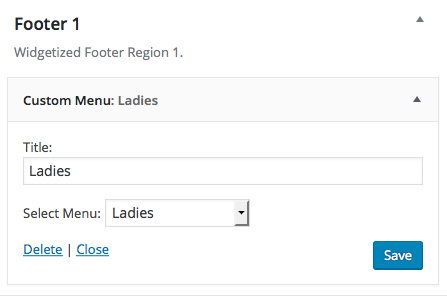 Footer 1
Widgetized Footer Region 1.
Custom Menu: Ladies
Title:
Ladies
Select Menu: Ladies
Delete | Close Save